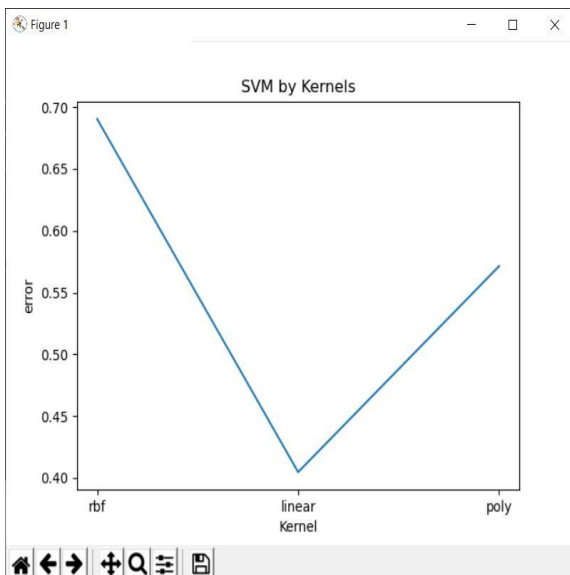 Figure 1
SVM by Kernels
0.70
0.65
0.60
0.55
0.50
0.45
0.40
error
rbf linear poly
Kernel